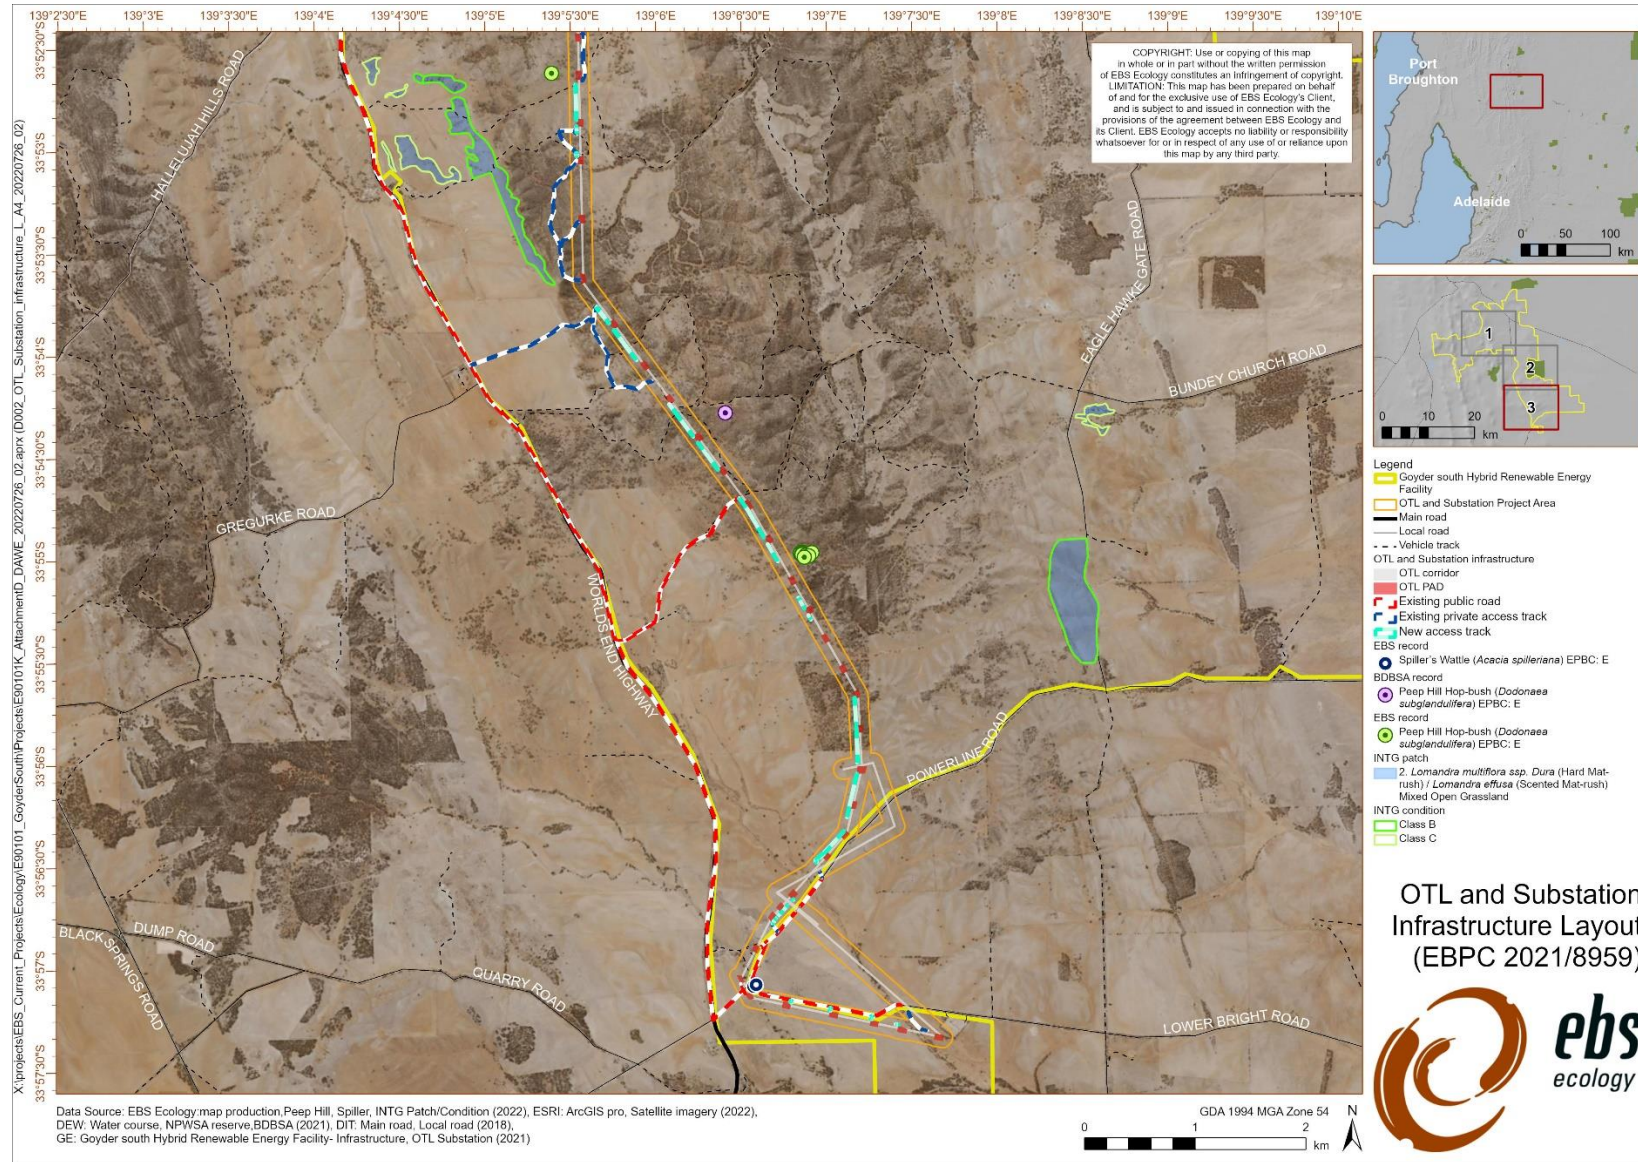 139°2'30"E
139°3'E
139°3'30"E
139°4'E
139°4'30"E
139°5'E
139°5'30"E
139°6'E
139°6'30"E
139°7'E
139°7'30"E
139°8'E
139°8'30"E
139°9'E
139°9'30"E
139°10'E
33°52'30"S
33°53'S
33°53'30"S
33°54'S
33°54'30"S
33°55'S
33°55'30"S
33°56'S
33°56'30"S
33°57'S
33°57'30"S
X:\projects\EBS_Current_Projects\Ecology\E90101_GoyderSouth\Projects\E90101K_AttachmentD_DAWE_20220726_02.aprx (D002_OTL_Substation_infrastructure_L_A4_20220726_02)
HALLELUJAH HILLS ROAD
GREGURKE ROAD
WORLDS END HIGHWAY
EAGLE HAWKE GATE ROAD
BUNDEY CHURCH ROAD
POWERLINE ROAD
DUMP ROAD
BLACK SPRINGS ROAD
QUARRY ROAD
LOWER BRIGHT ROAD
COPYRIGHT: Use or copying of this map
in whole or in part without the written permission
of EBS Ecology constitutes an infringement of copyright.
LIMITATION: This map has been prepared on behalf
of and for the exclusive use of EBS Ecology's Client,
and is subject to and issued in connection with the
provisions of the agreement between EBS Ecology and
its Client. EBS Ecology accepts no liability or responsibility
whatsoever for or in respect of any use of or reliance upon
this map by any third party.
Port
Broughton
Adelaide
0 50 100
km
1
2
3
0 10 20
km
Legend
Goyder south Hybrid Renewable Energy
Facility
OTL and Substation Project Area
Main road
Local road
Vehicle track
OTL and Substation infrastructure
OTL corridor
OTL PAD
Existing public road
Existing private access track
New access track
EBS record
Spiller's Wattle (Acacia spilleriana) EPBC: E
BDBSA record
Peep Hill Hop-bush (Dodonaea
subglandulifera) EPBC: E
EBS record
Peep Hill Hop-bush (Dodonaea
subglandulifera) EPBC: E
INTG patch
2. Lomandra multiflora ssp. Dura (Hard Mat-
rush) / Lomandra effusa (Scented Mat-rush)
Mixed Open Grassland
INTG condition
Class B
Class C
OTL and Substation
Infrastructure Layout
(EBPC 2021/8959)
ebs
ecology
Data Source: EBS Ecology:map production,Peep Hill, Spiller, INTG Patch/Condition (2022), ESRI: ArcGIS pro, Satellite imagery (2022),
DEW: Water course, NPWSA reserve,BDBSA (2021), DIT: Main road, Local road (2018),
GE: Goyder south Hybrid Renewable Energy Facility- Infrastructure, OTL Substation (2021)
GDA 1994 MGA Zone 54
N
0 1 2
km